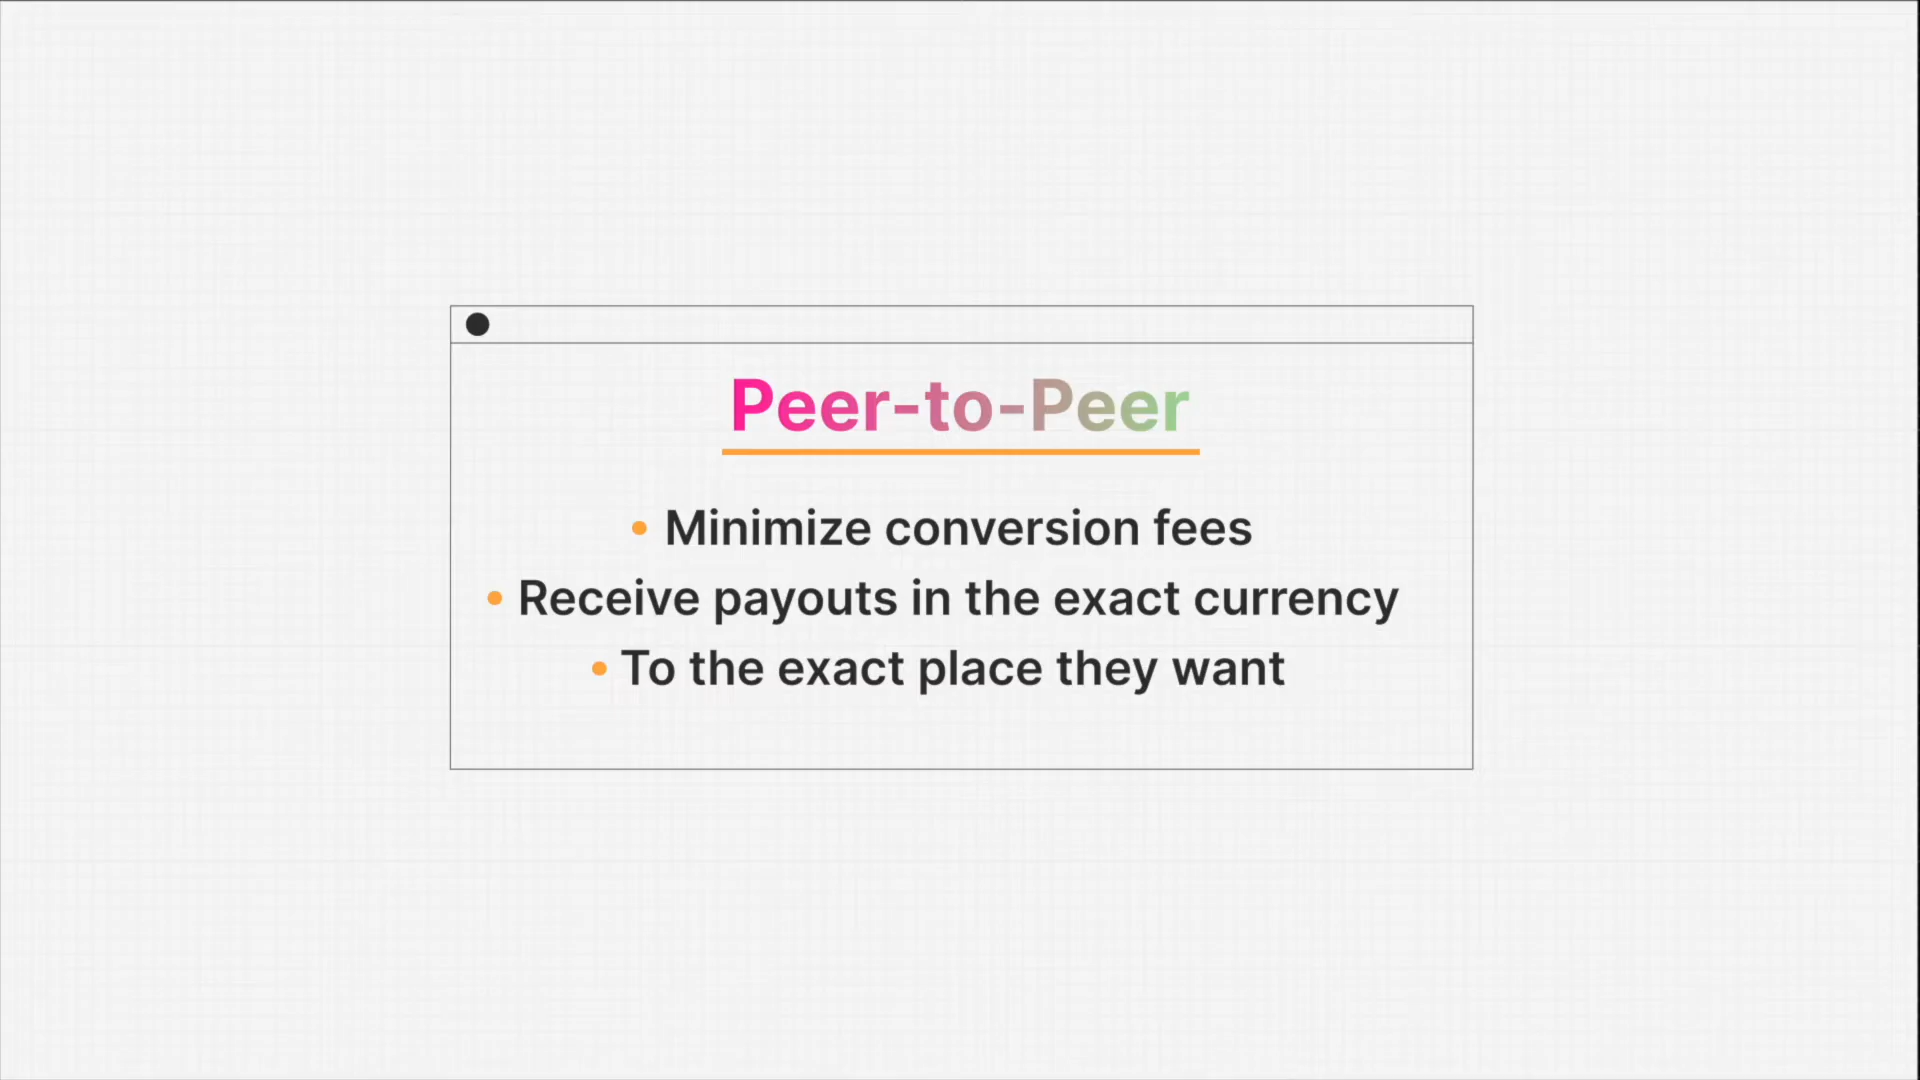 Peer-to-Peer
• Minimize conversion fees
• Receive payouts in the exact currency
• To the exact place they want